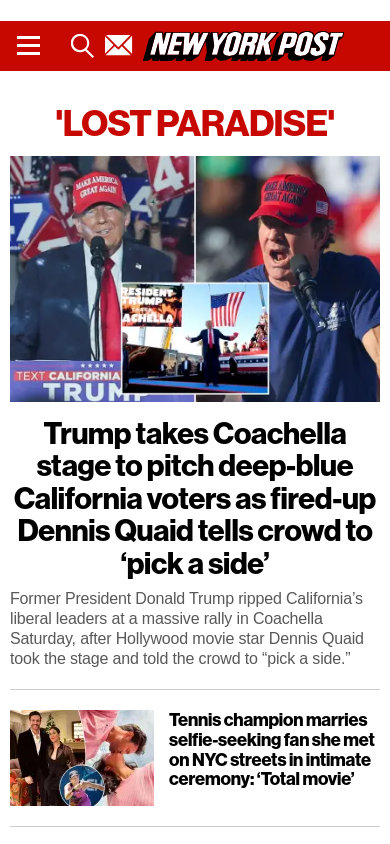 NEW YORK POST
'LOST PARADISE'
MAKE AMERICA
GREAT AGAIN
MAKE AMERICA
GREAT AGAIN
47
4
TEXT CALIFORNIA
TRUMP
Trump takes Coachella
stage to pitch deep-blue
California voters as fired-up
Dennis Quaid tells crowd to
‘pick a side’
Former President Donald Trump ripped California’s
liberal leaders at a massive rally in Coachella
Saturday, after Hollywood movie star Dennis Quaid
took the stage and told the crowd to “pick a side.”
Tennis champion marries
selfie-seeking fan she met
on NYC streets in intimate
ceremony: ‘Total movie’